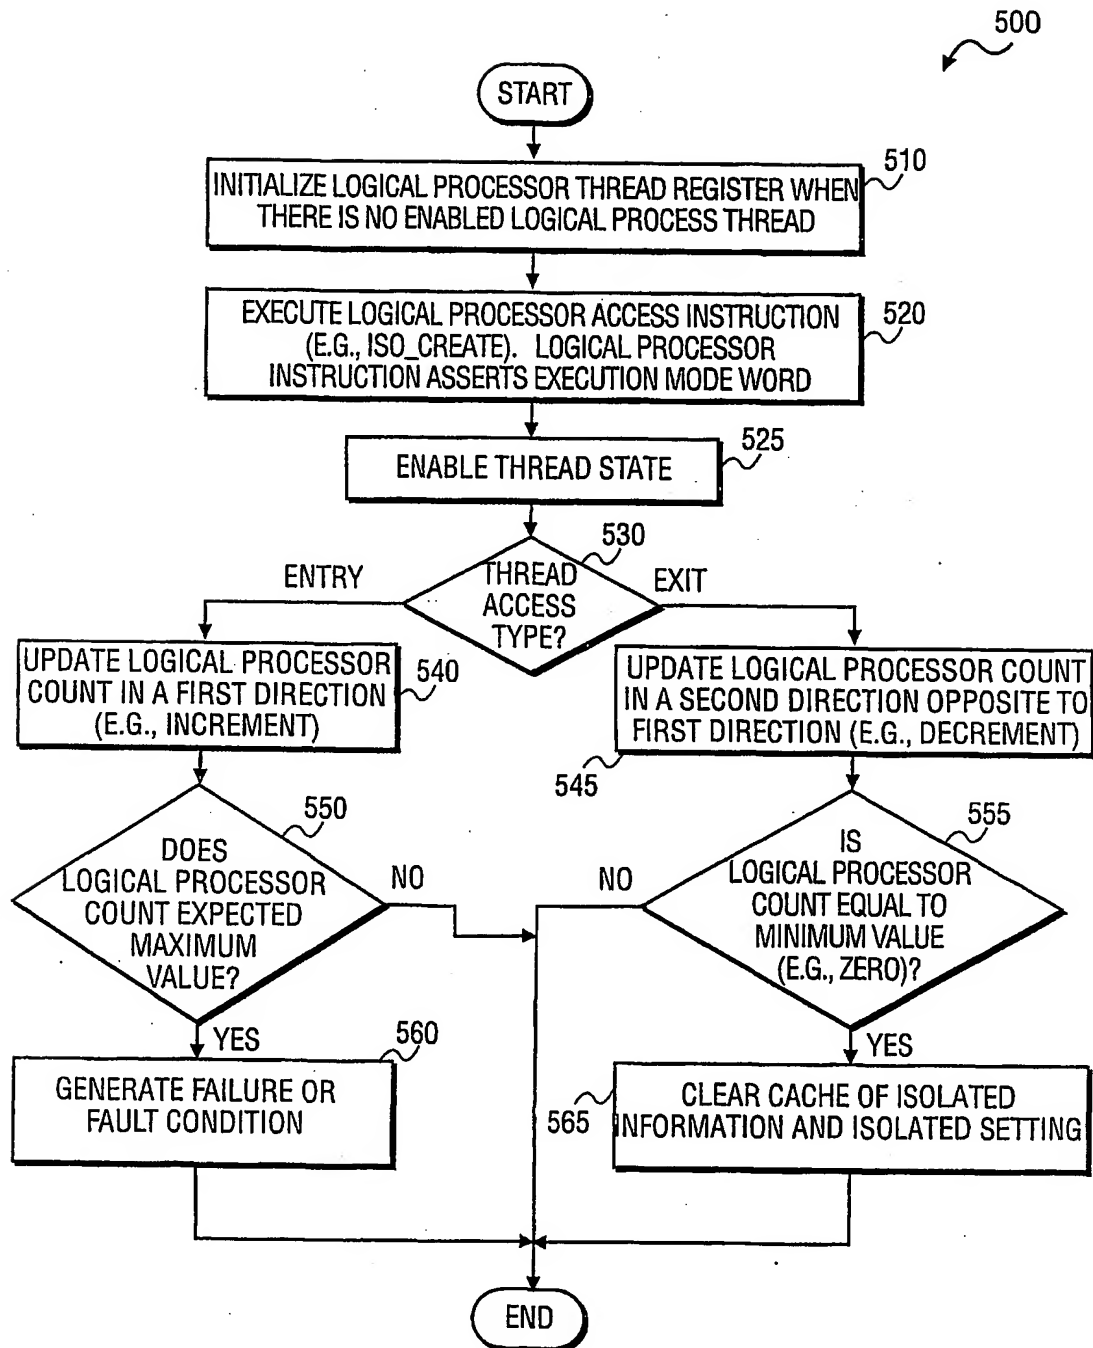 500
START
510
INITIALIZE LOGICAL PROCESSOR THREAD REGISTER WHEN
THERE IS NO ENABLED LOGICAL PROCESS THREAD
520
EXECUTE LOGICAL PROCESSOR ACCESS INSTRUCTION
(E.G., ISO_CREATE). LOGICAL PROCESSOR
INSTRUCTION ASSERTS EXECUTION MODE WORD
525
ENABLE THREAD STATE
530
THREAD
ACCESS
TYPE?
ENTRY
EXIT
UPDATE LOGICAL PROCESSOR
COUNT IN A FIRST DIRECTION
(E.G., INCREMENT)
540
UPDATE LOGICAL PROCESSOR COUNT
IN A SECOND DIRECTION OPPOSITE TO
FIRST DIRECTION (E.G., DECREMENT)
545
550
DOES
LOGICAL PROCESSOR
COUNT EXPECTED
MAXIMUM
VALUE?
NO
YES
555
IS
LOGICAL PROCESSOR
COUNT EQUAL TO
MINIMUM VALUE
(E.G., ZERO)?
NO
YES
560
GENERATE FAILURE OR
FAULT CONDITION
565
CLEAR CACHE OF ISOLATED
INFORMATION AND ISOLATED SETTING
END